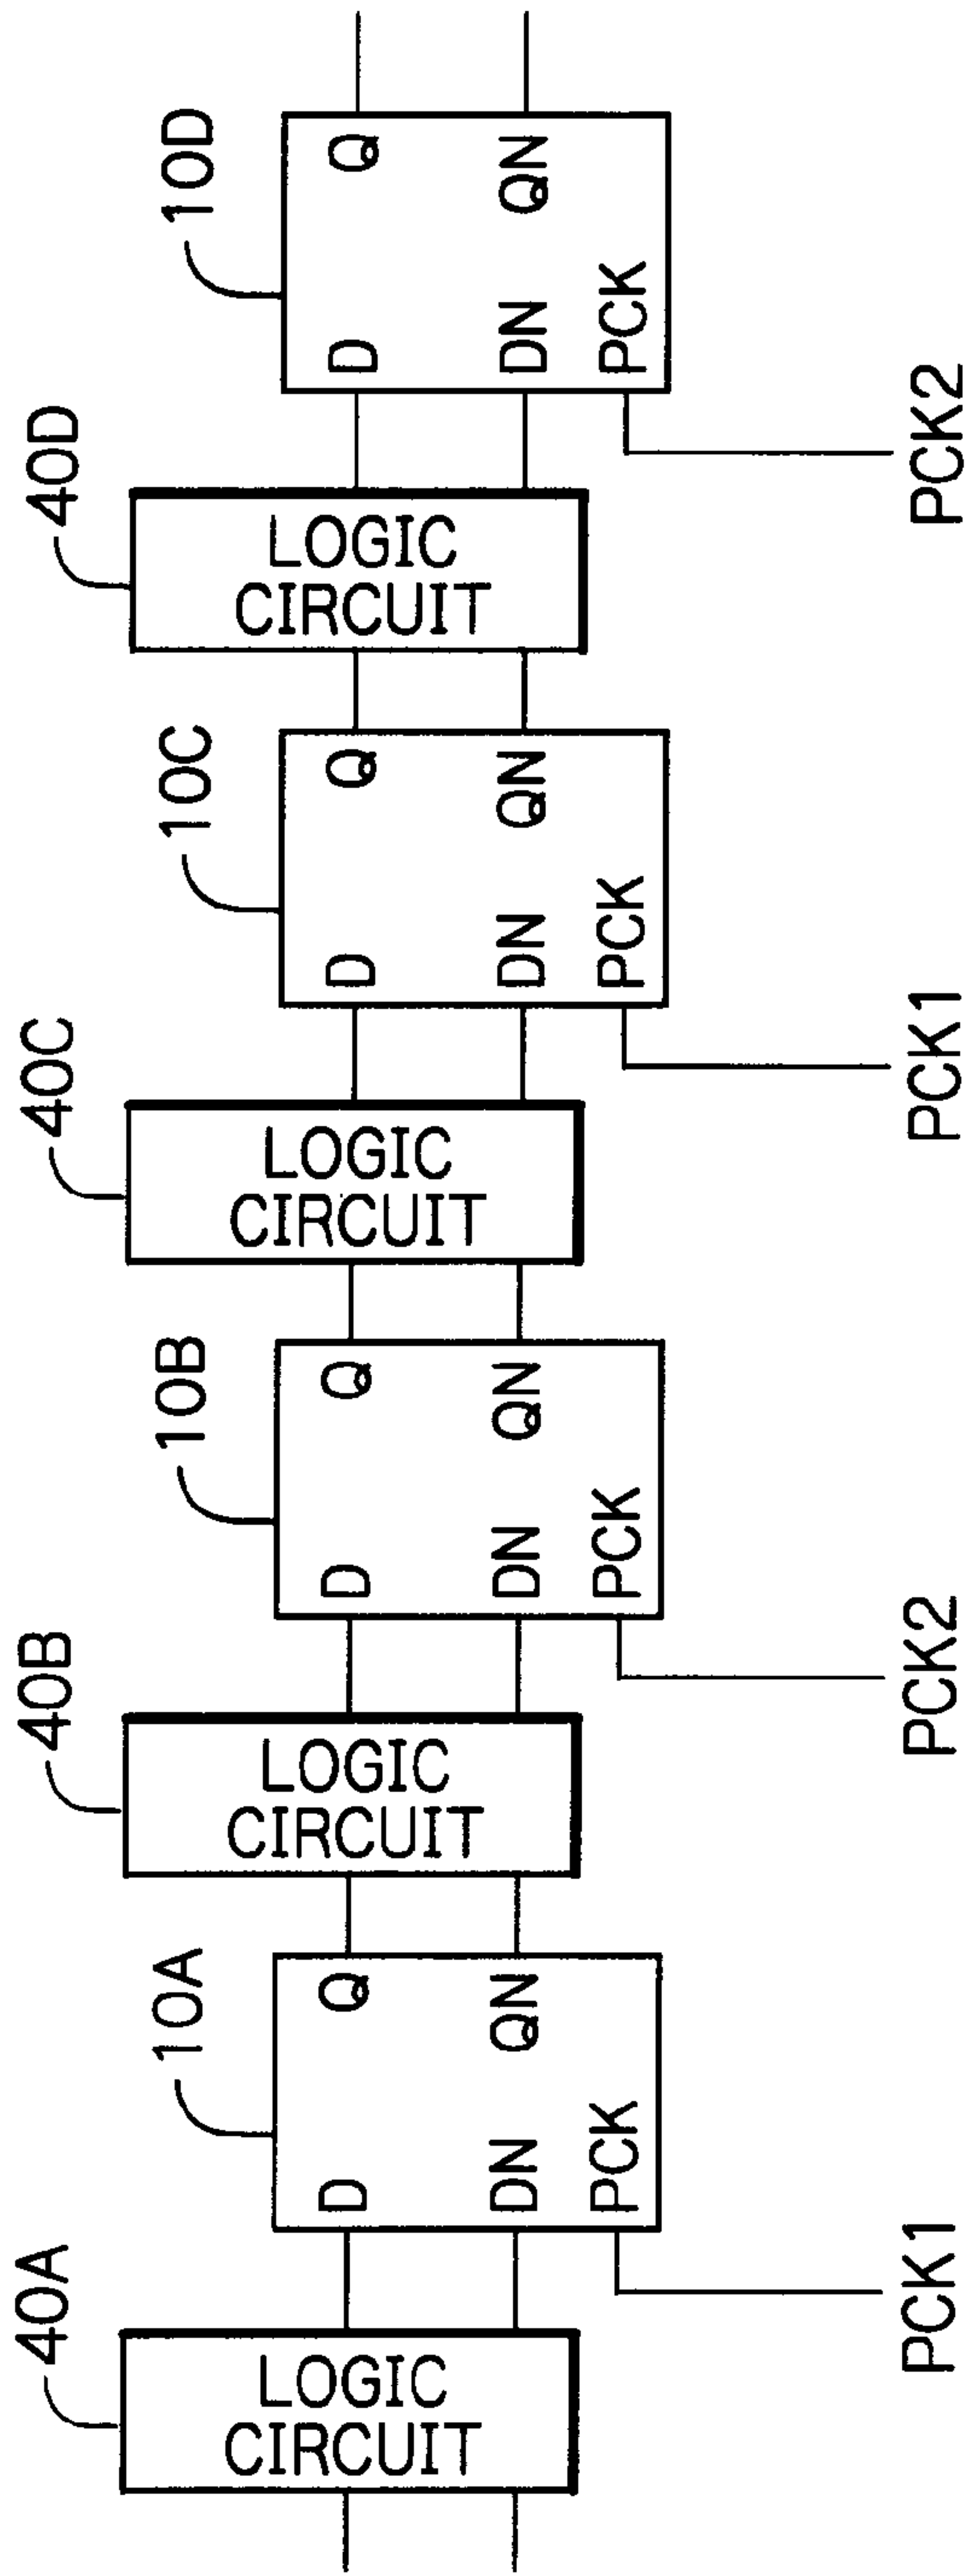 40A
LOGIC
CIRCUIT
10A
D
Q
DN
QN
PCK
PCK1
40B
LOGIC
CIRCUIT
10B
D
Q
DN
QN
PCK
PCK2
40C
LOGIC
CIRCUIT
10C
D
Q
DN
QN
PCK
PCK1
40D
LOGIC
CIRCUIT
10D
D
Q
DN
QN
PCK
PCK2